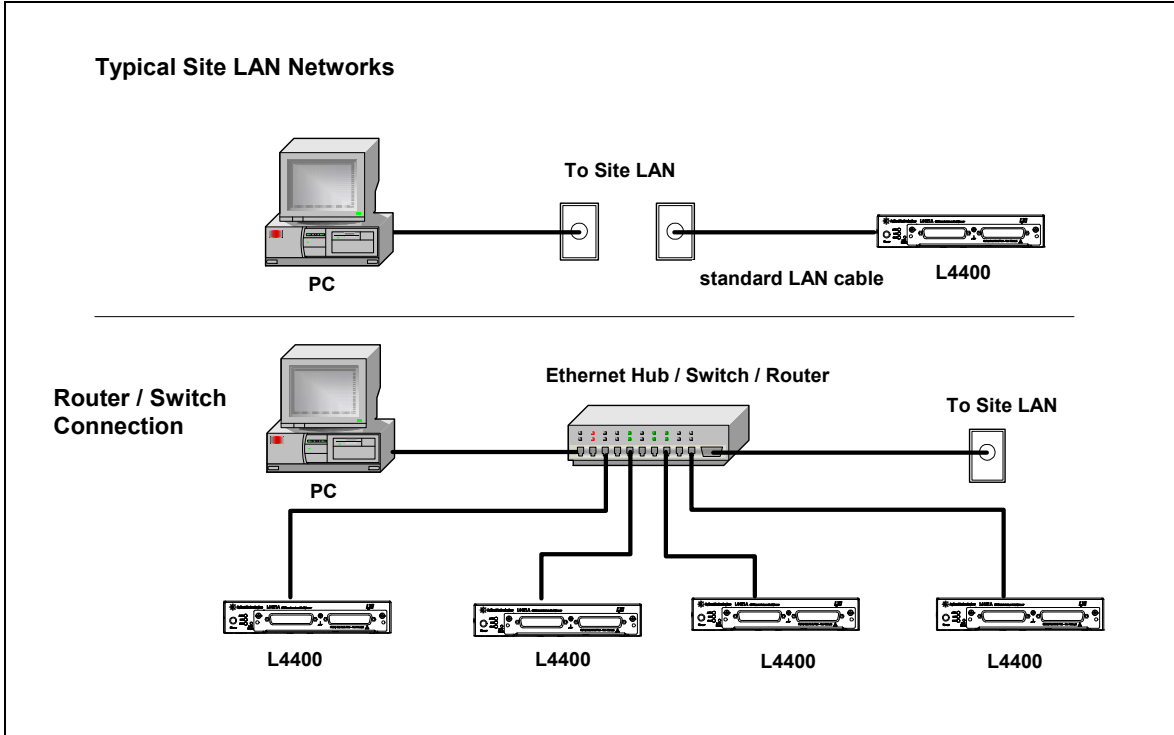 Typical Site LAN Networks
To Site LAN
PC
standard LAN cable
L4400
Router / Switch
Connection
Ethernet Hub / Switch / Router
To Site LAN
PC
L4400
L4400
L4400
L4400